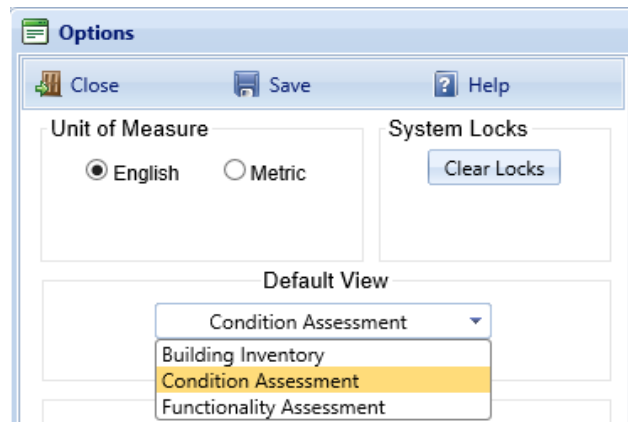 Options
Close Save Help
Unit of Measure System Locks
English Metric Clear Locks
Default View
Condition Assessment
Building Inventory
Condition Assessment
Functionality Assessment